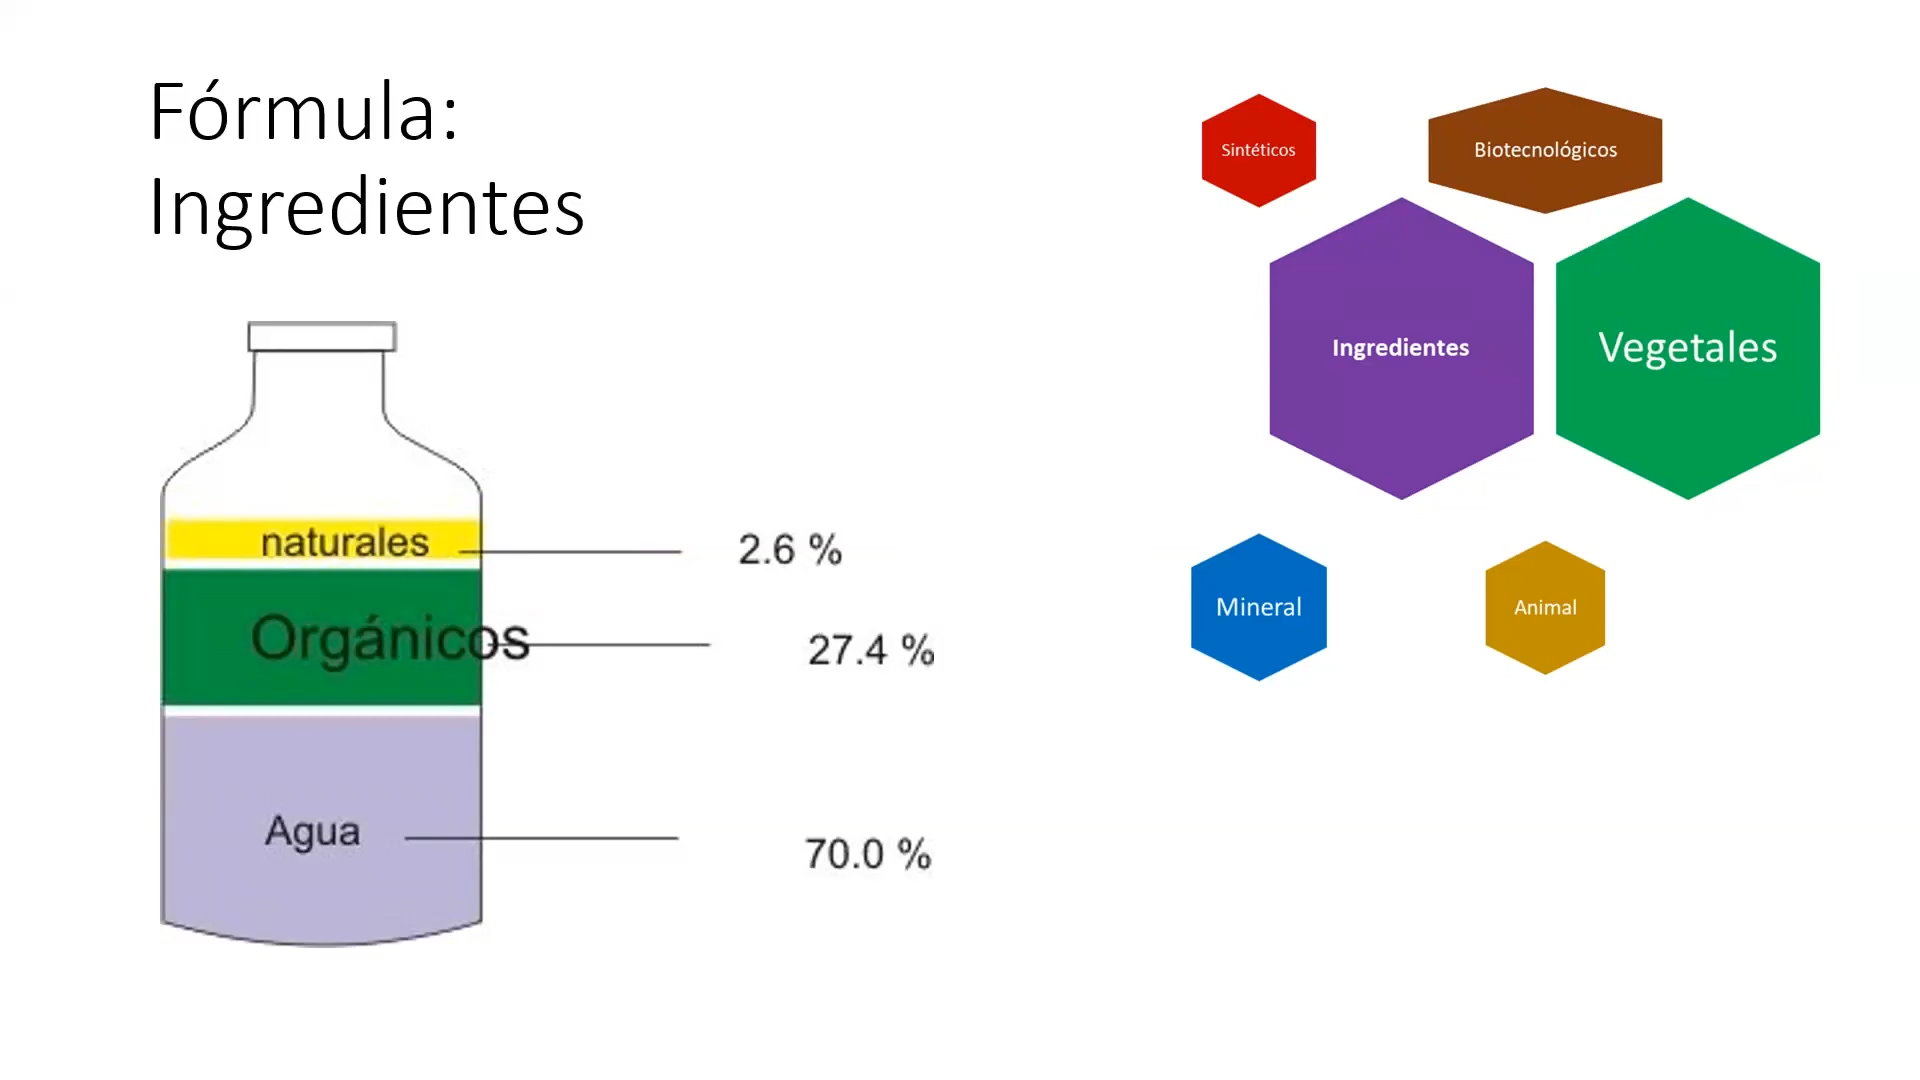 Fórmula:
Ingredientes
naturales
2.6 %
Orgánicos
27.4 %
Agua
70.0 %
Sintéticos
Biotecnológicos
Ingredientes
Vegetales
Mineral
Animal